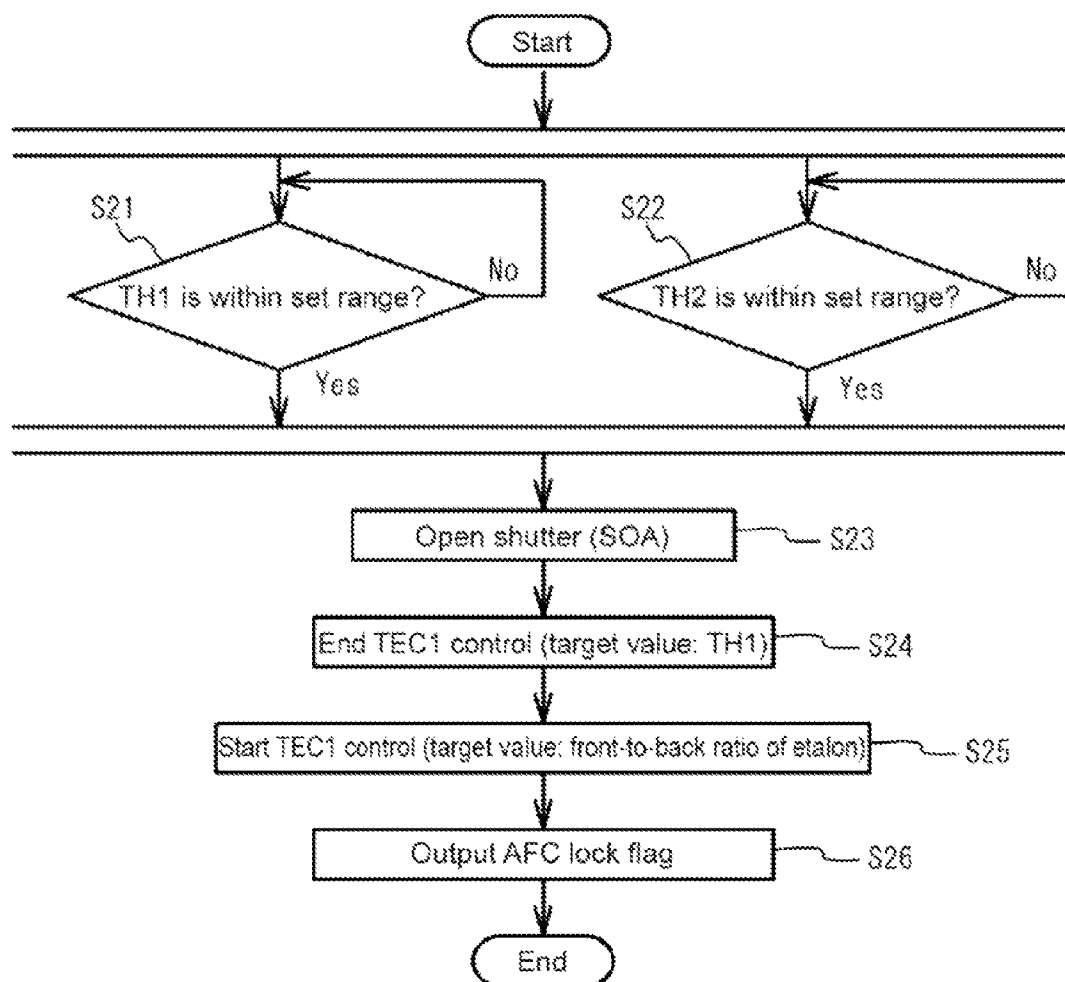 Start
S21
S22
TH1 is within set range?
No
TH2 is within set range?
No
Yes
Yes
Open shutter (SOA)
S23
End TEC1 control (target value: TH1)
S24
Start TEC1 control (target value: front-to-back ratio of etalon)
S25
Output AFC lock flag
S26
End